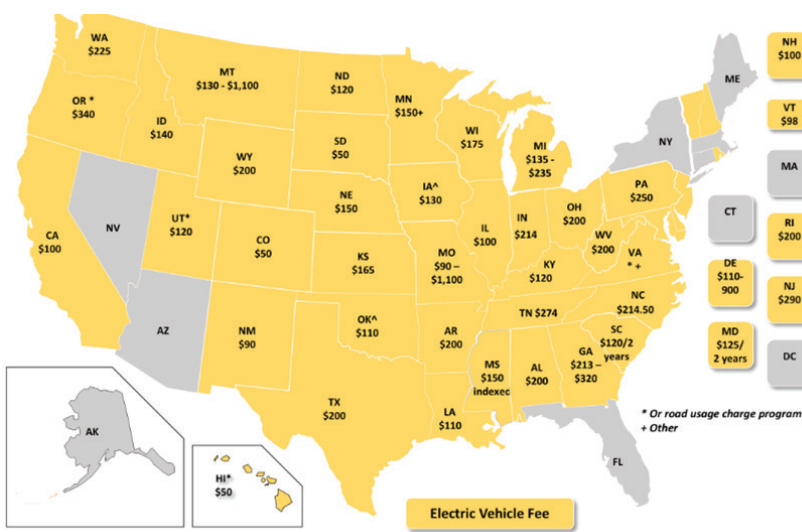 WA
$225
OR *
$340
CA
$100
NV
ID
$140
MT
$130 - $1,100
WY
$200
UT*
$120
AZ
CO
$50
NM
$90
ND
$120
SD
$50
NE
$150
KS
$165
OK^
$110
TX
$200
MN
$150+
IA^
$130
MO
$90 –
$1,100
AR
$200
LA
$110
WI
$175
IL
$100
MI
$135 -
$235
IN
$214
OH
$200
KY
$120
TN $274
MS
$150
indexed
AL
$200
GA
$213 –
$320
SC
$120/2
years
NC
$214.50
VA
* +
WV
$200
PA
$250
NY
ME
FL
AK
HI*
$50
NH
$100
VT
$98
MA
CT
RI
$200
DE
$110-
900
NJ
$290
MD
$125/
2 years
DC
* Or road usage charge program
+ Other
Electric Vehicle Fee